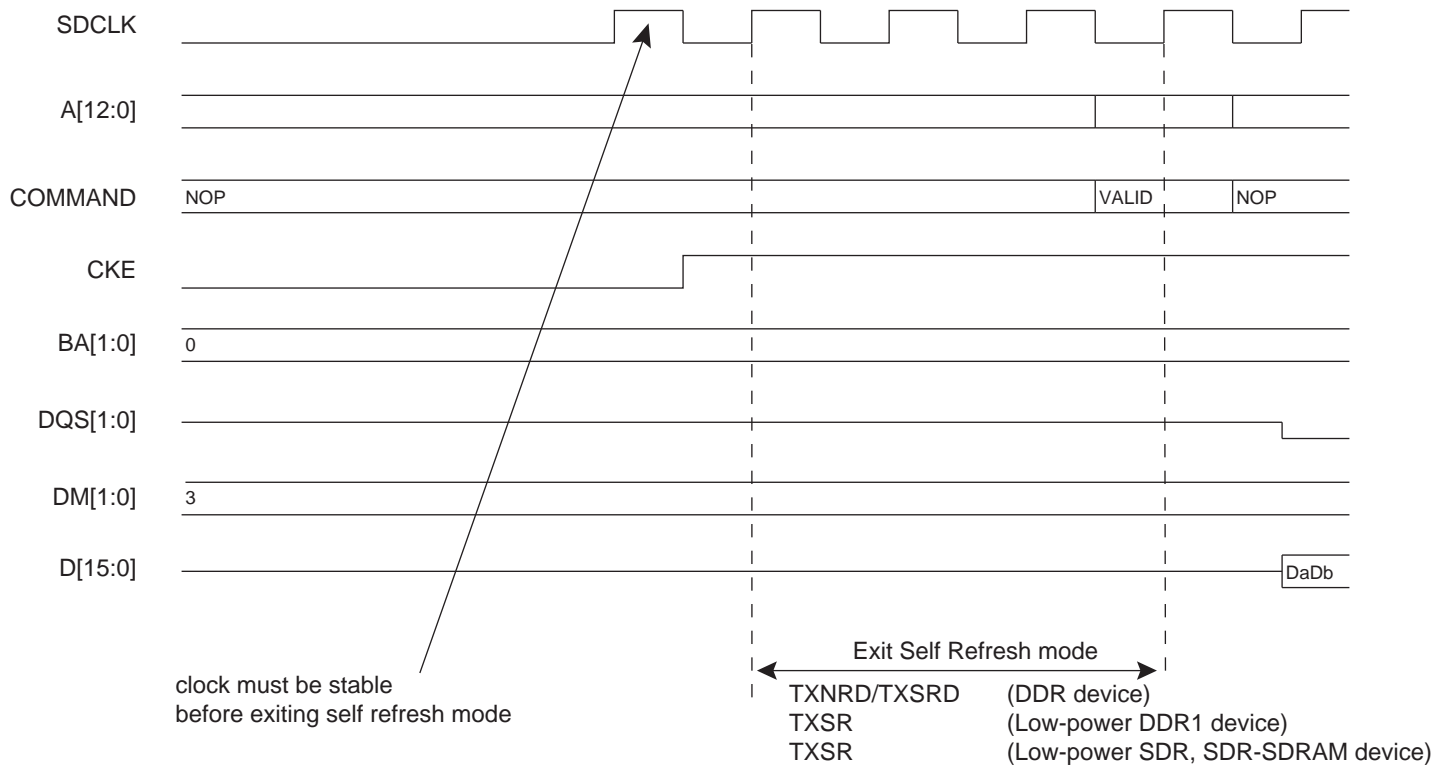 SDCLK
A[12:0]
COMMAND NOP VALID NOP
CKE
BA[1:0] 0
DQS[1:0]
DM[1:0] 3
D[15:0] DaDb
Exit Self Refresh mode
clock must be stable
before exiting self refresh mode
TXNRD/TXSRD (DDR device)
TXSR (Low-power DDR1 device)
TXSR (Low-power SDR, SDR-SDRAM device)